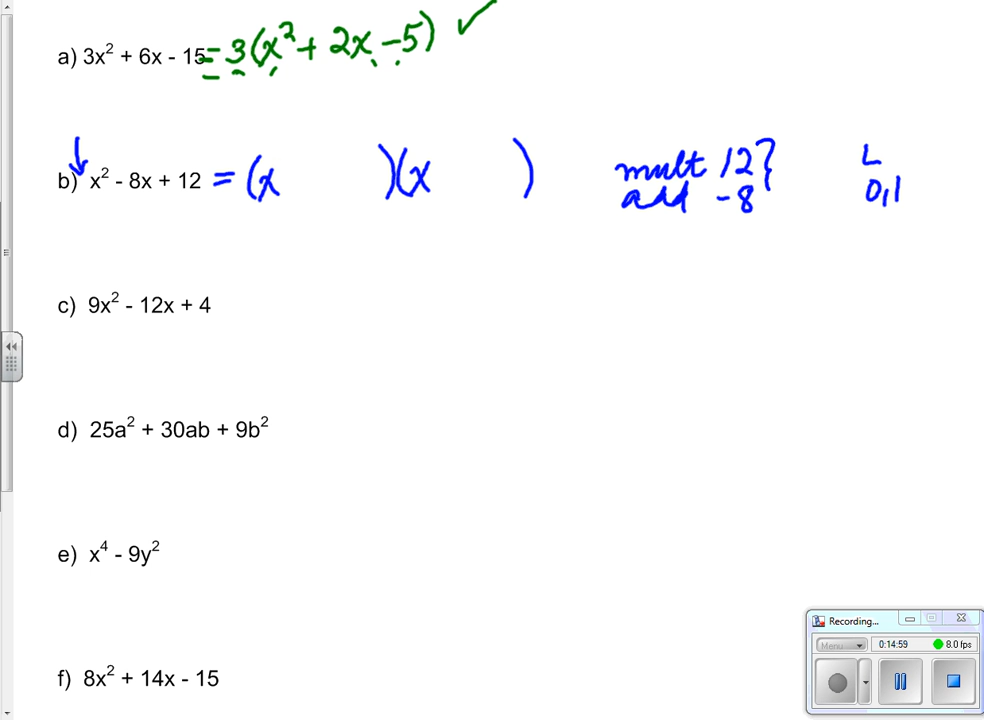 a) 3x² + 6x - 15 = 3(x² + 2x - 5) ✓
b) x² - 8x + 12 = (x )(x ) mult 12}
add -8
0,1
c) 9x² - 12x + 4
d) 25a² + 30ab + 9b²
e) x⁴ - 9y²
f) 8x² + 14x - 15
Recording...
Menu 0:14:59 8.0 fps